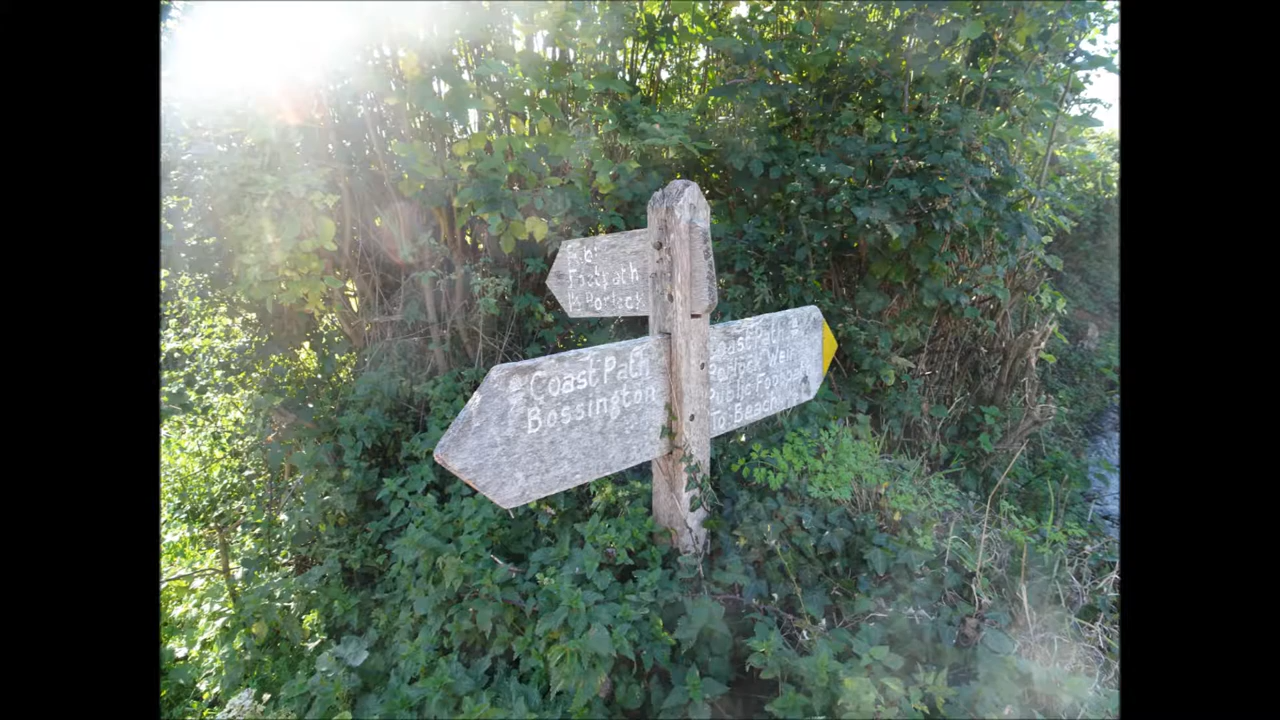 Footpath
Porlock
Coast Path
Bossington
Coast Path
Porlock Weir
Public Footpath
To Beach